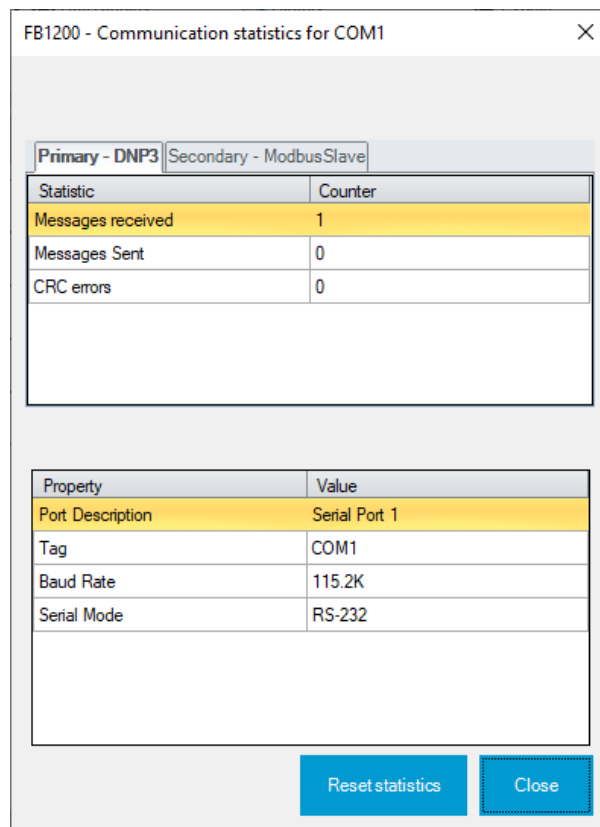 FB1200 - Communication statistics for COM1
Primary - DNP3 Secondary - ModbusSlave
Statistic Counter
Messages received 1
Messages Sent 0
CRC errors 0
Property Value
Port Description Serial Port 1
Tag COM1
Baud Rate 115.2K
Serial Mode RS-232
Reset statistics Close